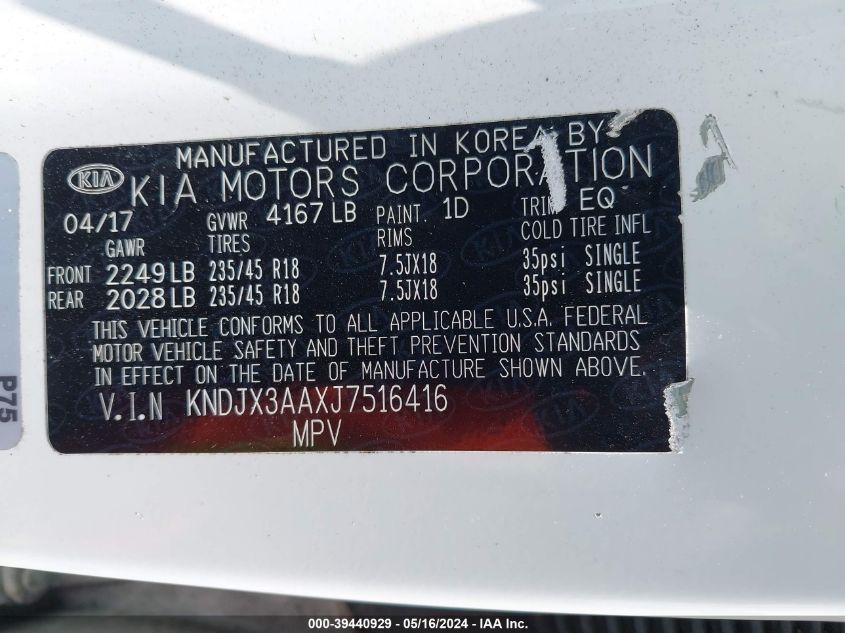 MANUFACTURED IN KOREA BY
KIA KIA MOTORS CORPORATION
04/17 GVWR 4167 LB PAINT. 1D TRIM EQ
GAWR TIRES RIMS COLD TIRE INFL
FRONT 2249 LB 235/45 R18 7.5JX18 35psi SINGLE
REAR 2028 LB 235/45 R18 7.5JX18 35psi SINGLE
THIS VEHICLE CONFORMS TO ALL APPLICABLE U.S.A. FEDERAL
MOTOR VEHICLE SAFETY AND THEFT PREVENTION STANDARDS
IN EFFECT ON THE DATE OF MANUFACTURE SHOWN ABOVE.
V.I.N KNDJX3AAXJ7516416
MPV
P75
000-39440929 - 05/16/2024 - IAA Inc.